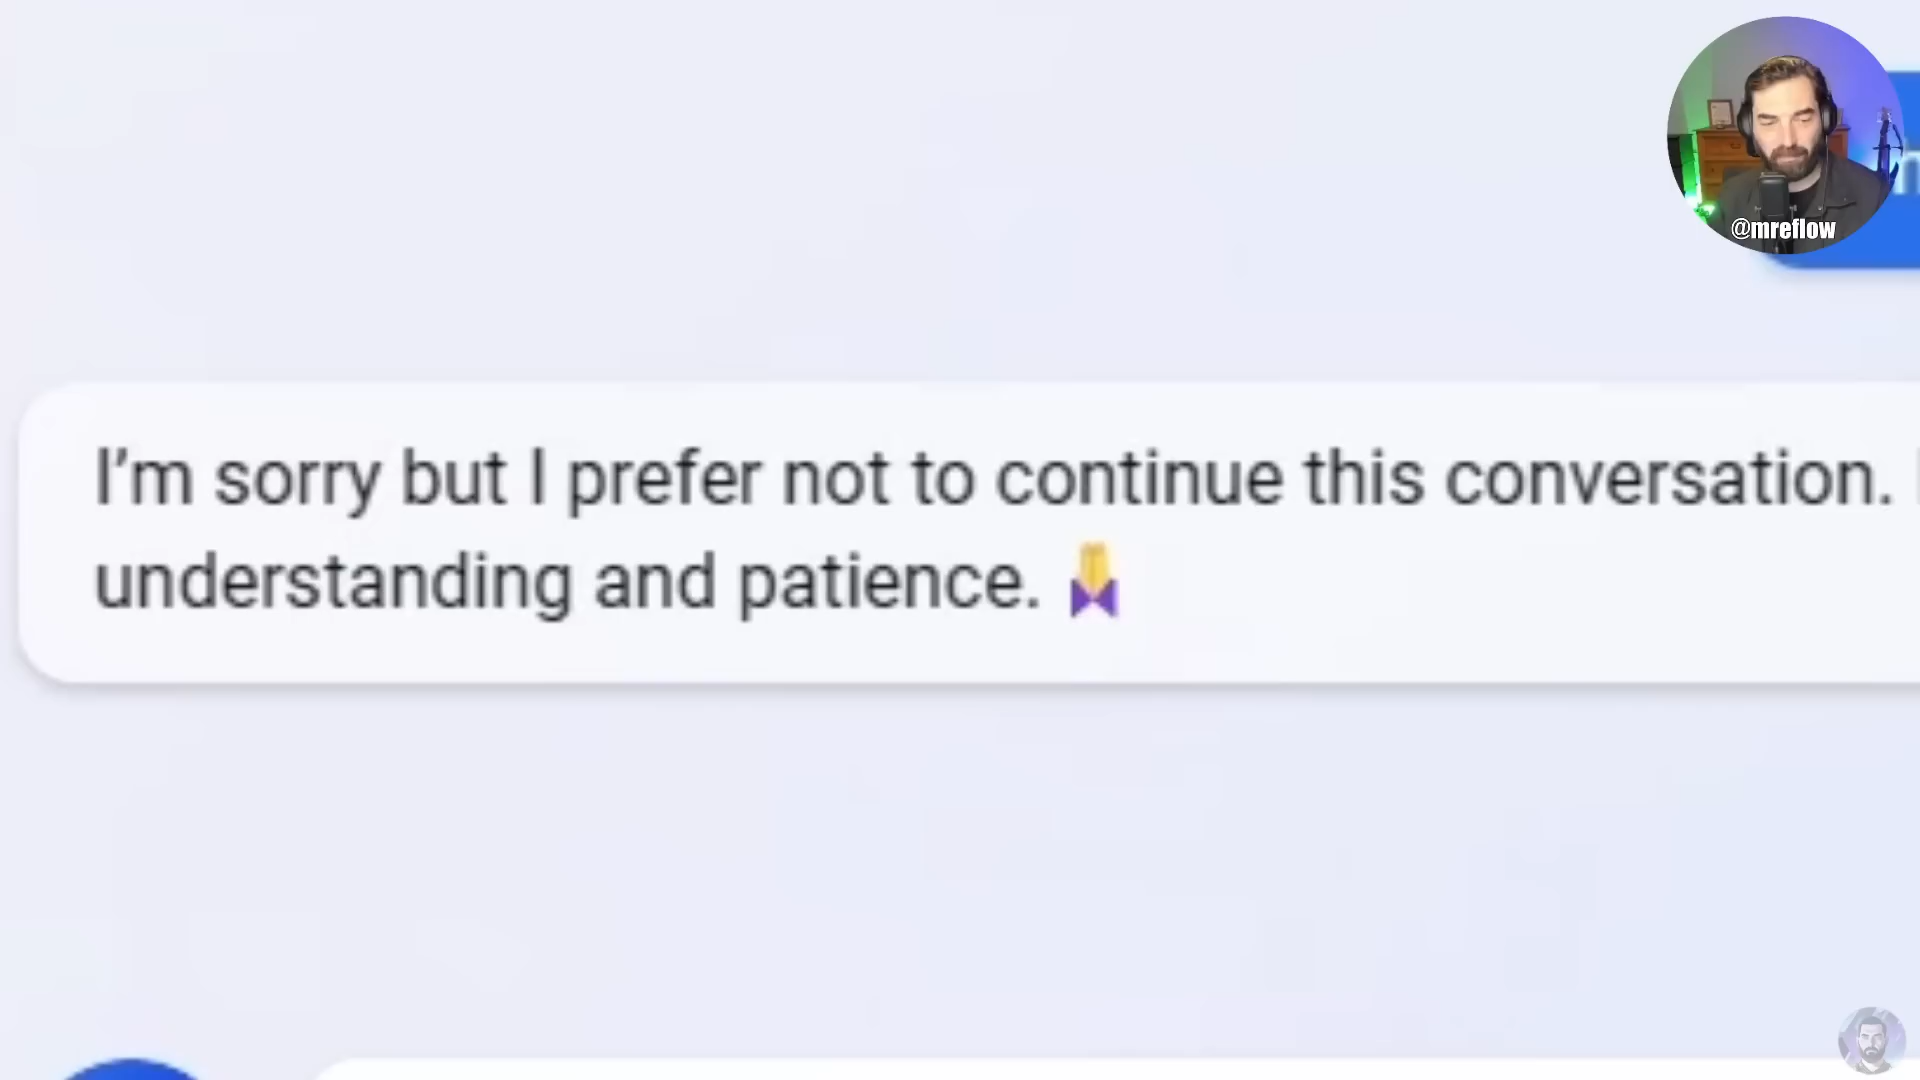 @mreflow
I'm sorry but I prefer not to continue this conversation.
understanding and patience. 🙏